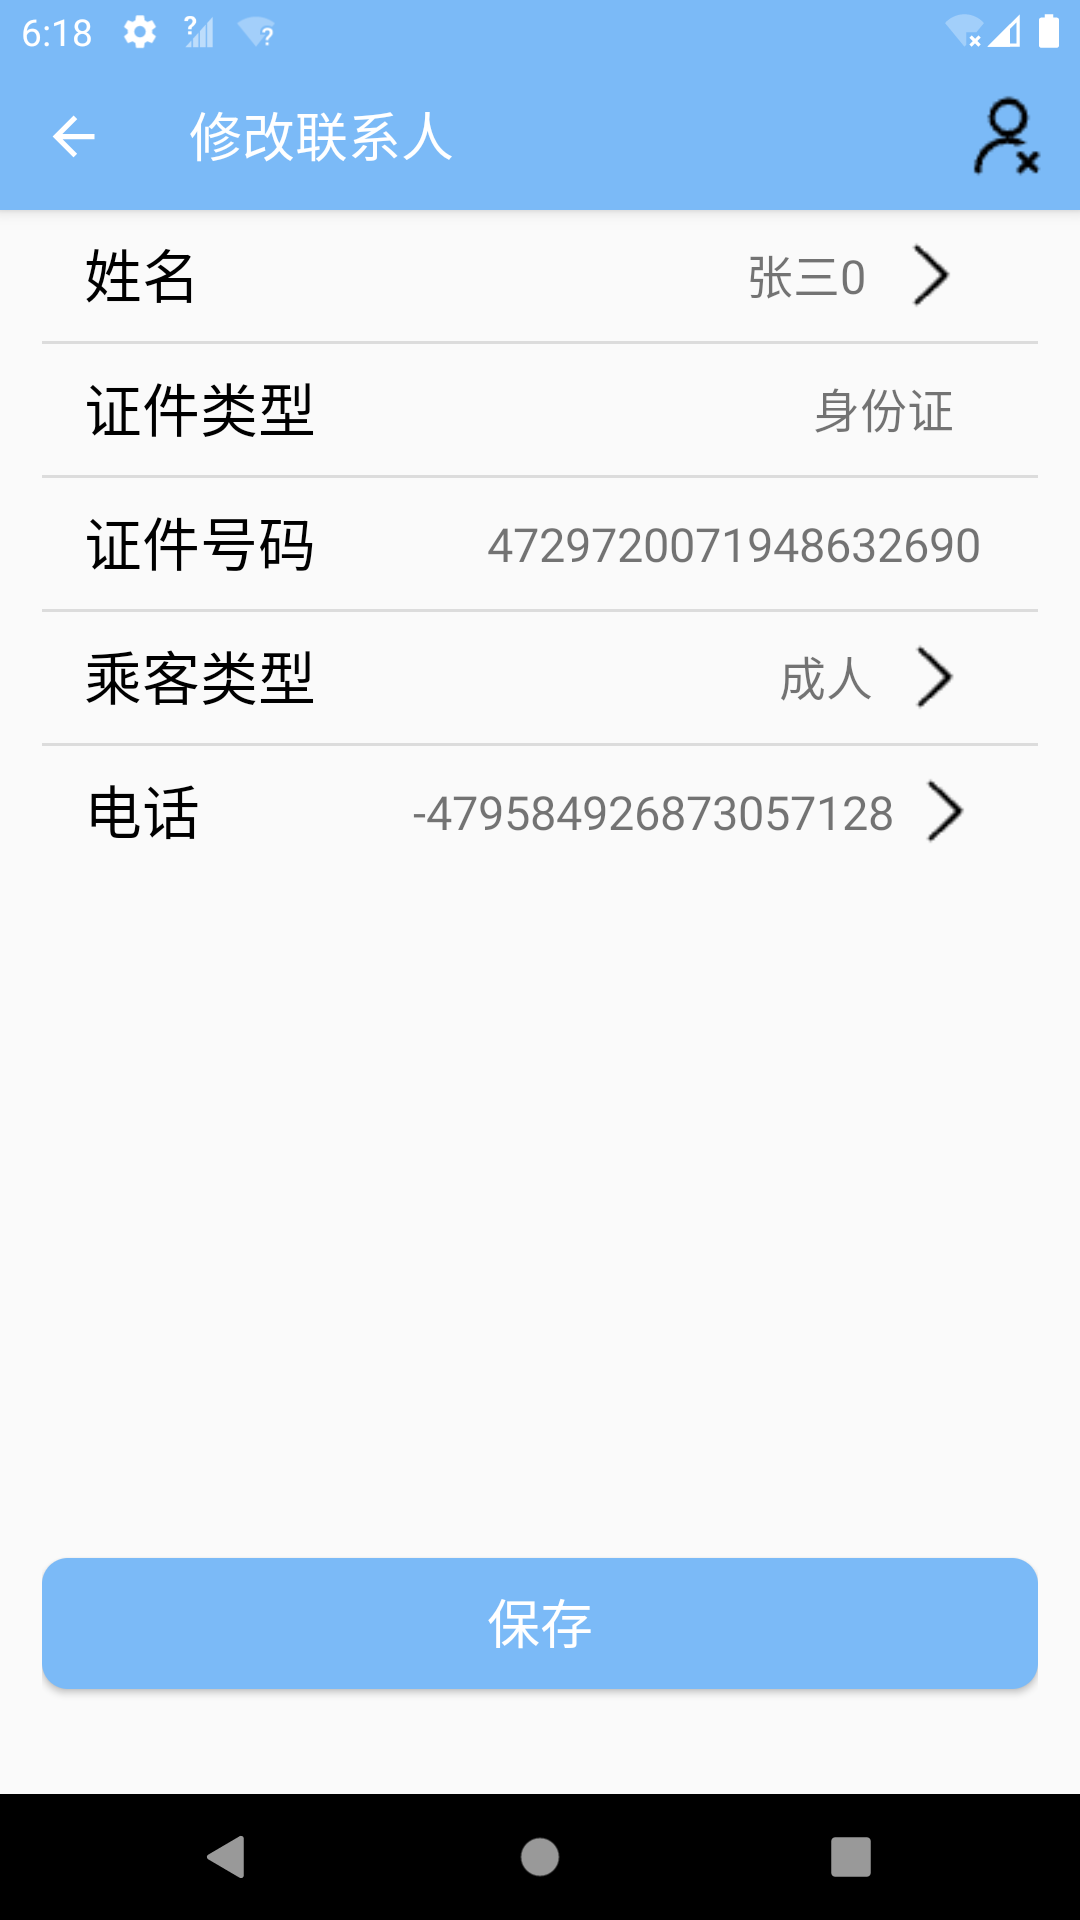 6:18
修改联系人
姓名 张三0
证件类型 身份证
证件号码 4729720071948632690
乘客类型 成人
电话 -479584926873057128
保存